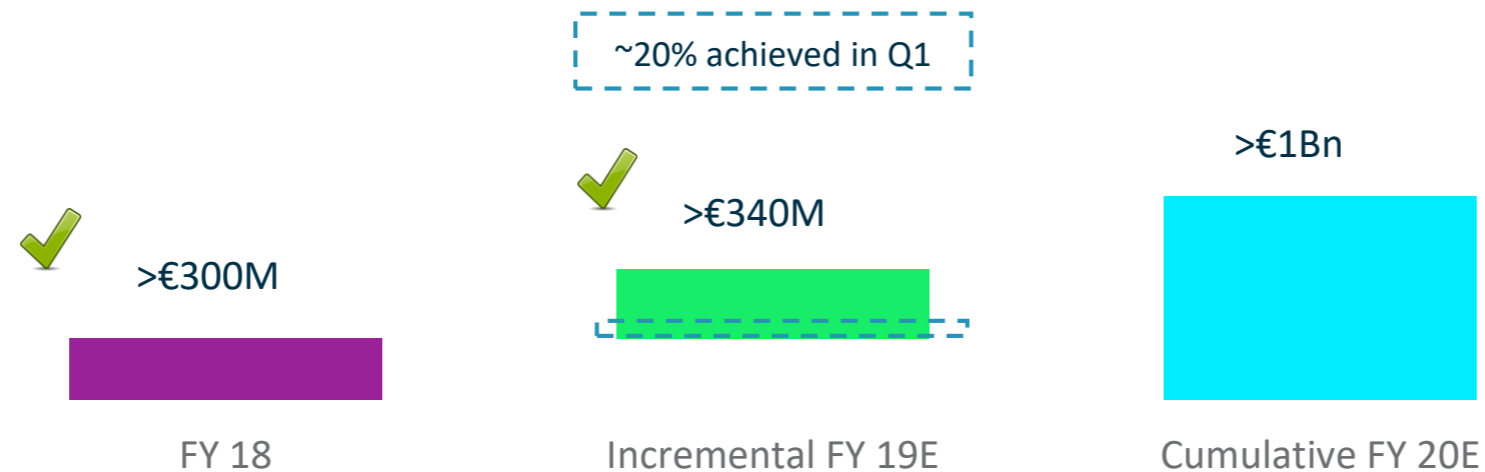 ~20% achieved in Q1
>€1Bn
>€340M
>€300M
FY 18
Incremental FY 19E
Cumulative FY 20E